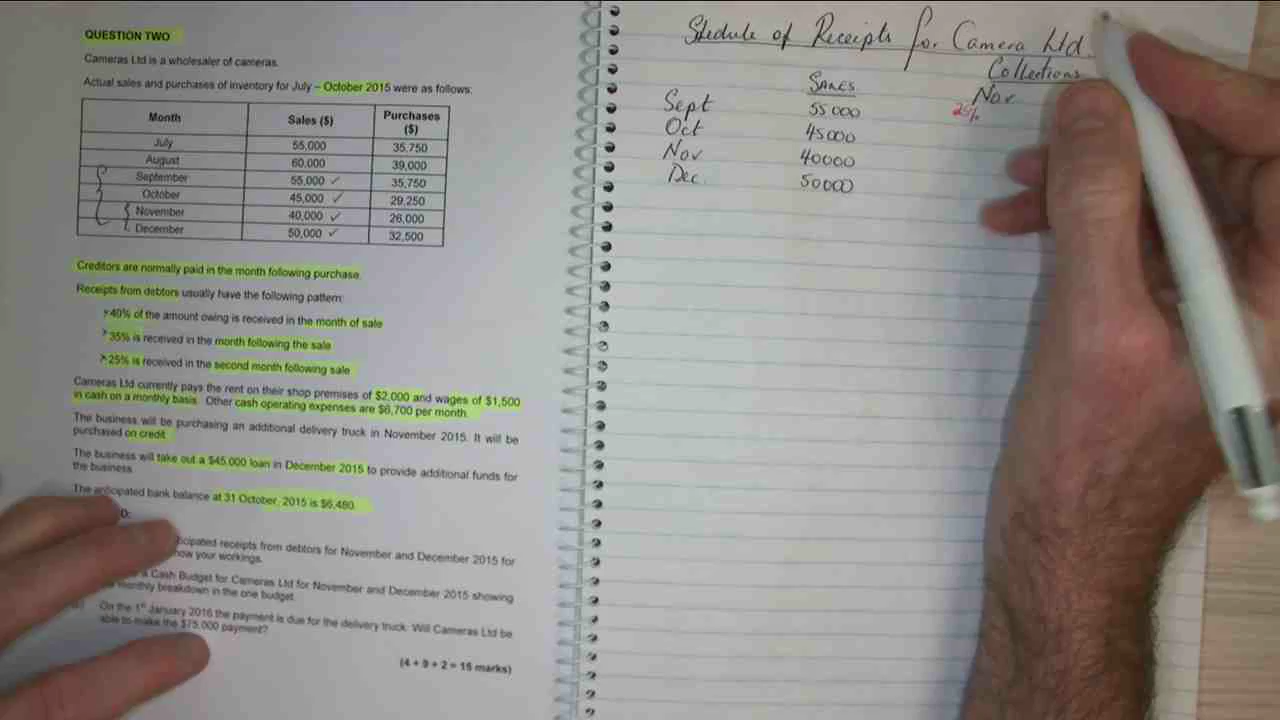 QUESTION TWO
Cameras Ltd is a wholesaler of cameras.
Actual sales and purchases of inventory for July – October 2015 were as follows:
Month Sales ($) Purchases ($)
July 55,000 35,750
August 60,000 39,000
September 55,000 ✓ 35,750
October 45,000 ✓ 29,250
November 40,000 ✓ 26,000
December 50,000 ✓ 32,500
Creditors are normally paid in the month following purchase.
Receipts from debtors usually have the following pattern:
40% of the amount owing is received in the month of sale
35% is received in the month following the sale
25% is received in the second month following sale
Cameras Ltd currently pays the rent on their shop premises of $2,000 and wages of $1,500
in cash on a monthly basis. Other cash operating expenses are $6,700 per month.
The business will be purchasing an additional delivery truck in November 2015. It will be
purchased on credit.
The business will take out a $45,000 loan in December 2015 to provide additional funds for
the business.
The anticipated bank balance at 31 October, 2015 is $6,480.
D:
receipts from debtors for November and December 2015 for
your workings.
a Cash Budget for Cameras Ltd for November and December 2015 showing
monthly breakdown in the one budget.
On the 1st January 2016 the payment is due for the delivery truck. Will Cameras Ltd be
able to make the $75,000 payment?
(4 + 9 + 2 = 15 marks)
Shedule of Receipts for Camera Ltd.
SALES Collections
Nov
Sept 55000 25%
Oct 45000
Nov 40000
Dec. 50000